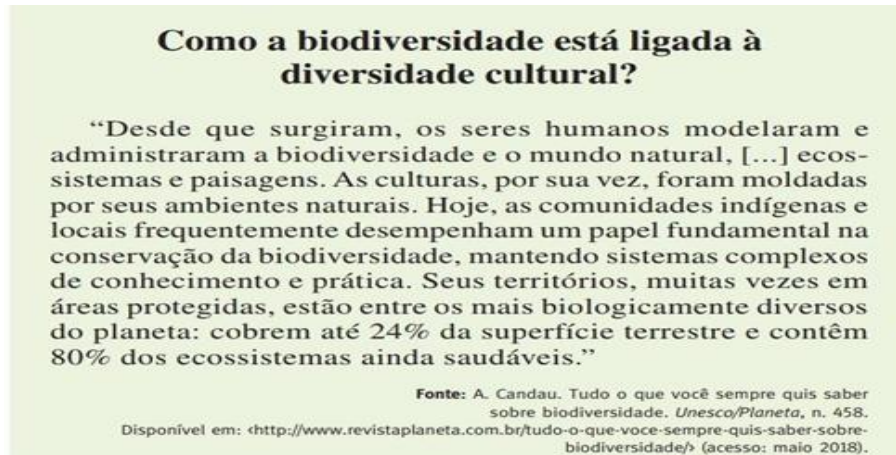 Como a biodiversidade está ligada à
diversidade cultural?
“Desde que surgiram, os seres humanos modelaram e
administraram a biodiversidade e o mundo natural, [...] ecos-
sistemas e paisagens. As culturas, por sua vez, foram moldadas
por seus ambientes naturais. Hoje, as comunidades indígenas e
locais frequentemente desempenham um papel fundamental na
conservação da biodiversidade, mantendo sistemas complexos
de conhecimento e prática. Seus territórios, muitas vezes em
áreas protegidas, estão entre os mais biologicamente diversos
do planeta: cobrem até 24% da superfície terrestre e contêm
80% dos ecossistemas ainda saudáveis.”
Fonte: A. Candau. Tudo o que você sempre quis saber
sobre biodiversidade. Unesco/Planeta, n. 458.
Disponível em: ‹http://www.revistaplaneta.com.br/tudo-o-que-voce-sempre-quis-saber-sobre-
biodiversidade/› (acesso: maio 2018).